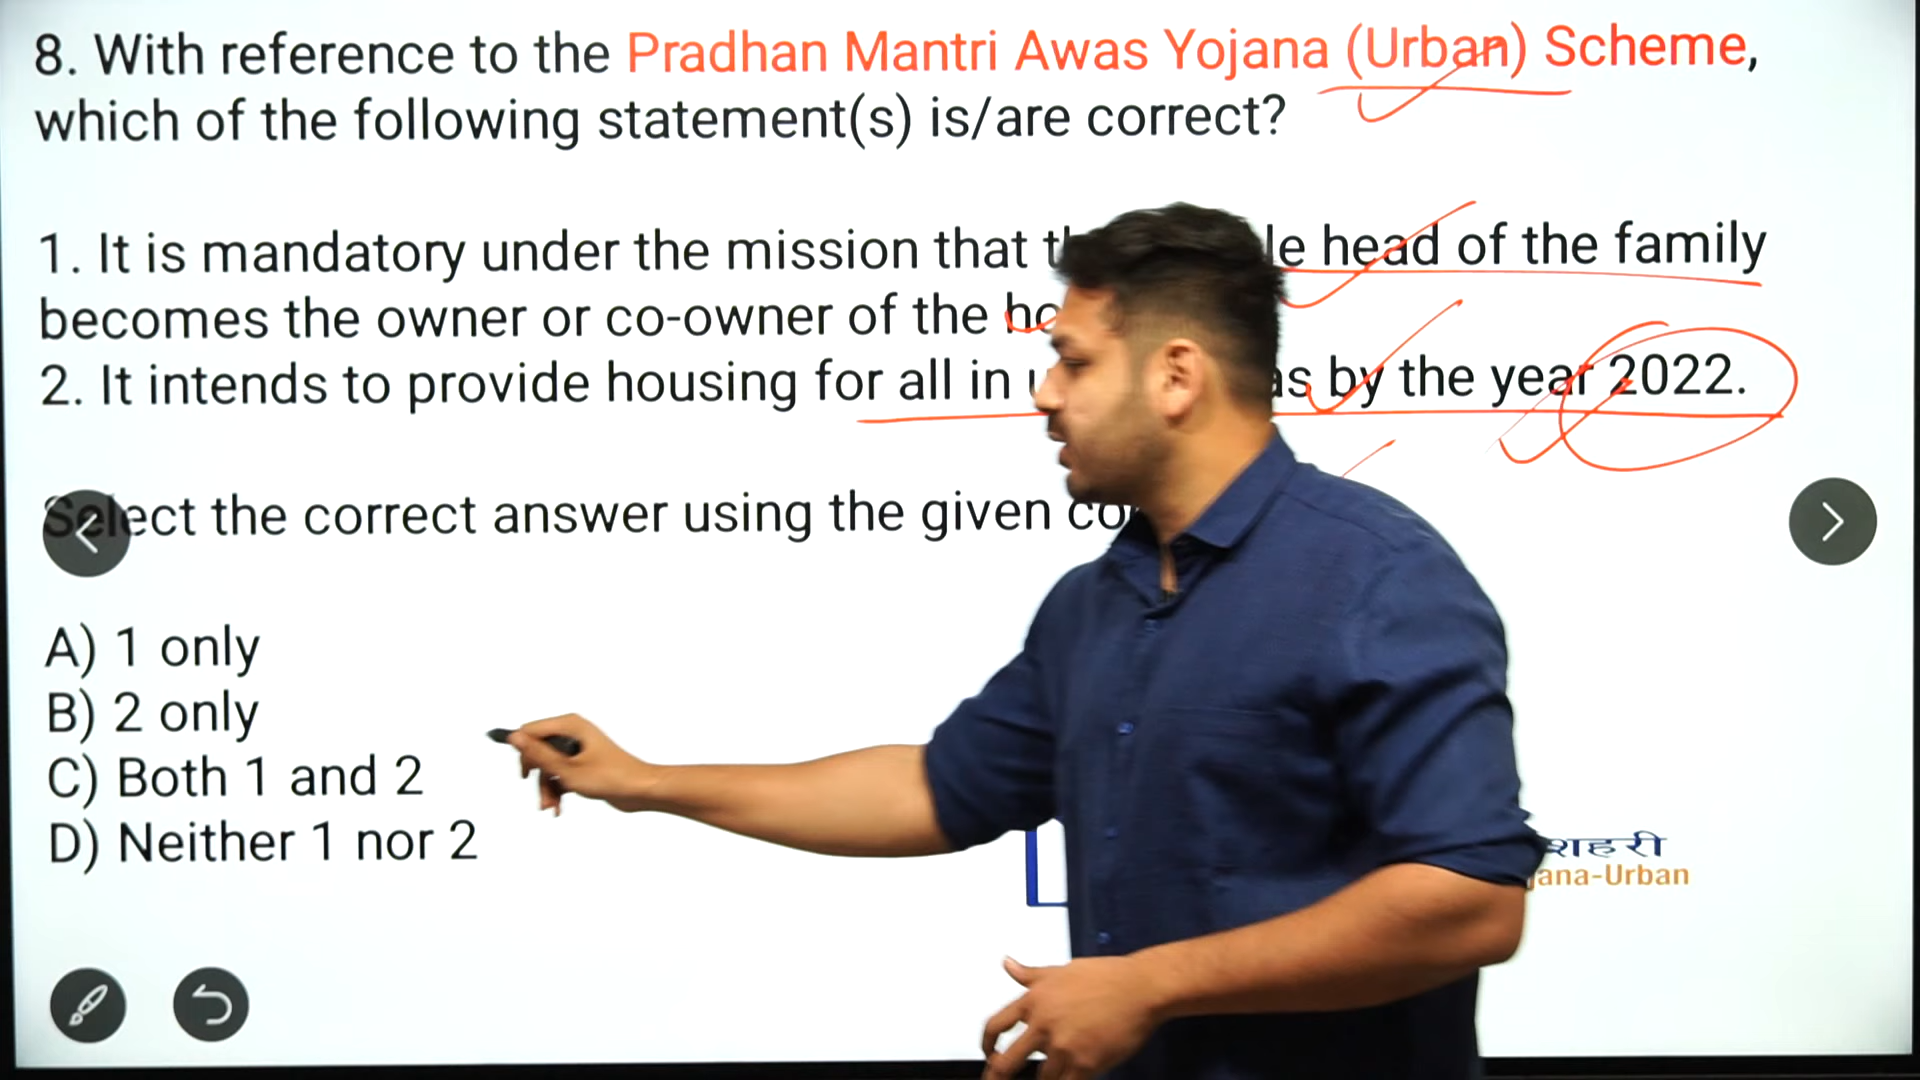 8. With reference to the Pradhan Mantri Awas Yojana (Urban) Scheme,
which of the following statement(s) is/are correct?
1. It is mandatory under the mission that head of the family
becomes the owner or co-owner of the
2. It intends to provide housing for all in by the year 2022.
Select the correct answer using the given
A) 1 only
B) 2 only
C) Both 1 and 2
D) Neither 1 nor 2
शहरी
-Urban